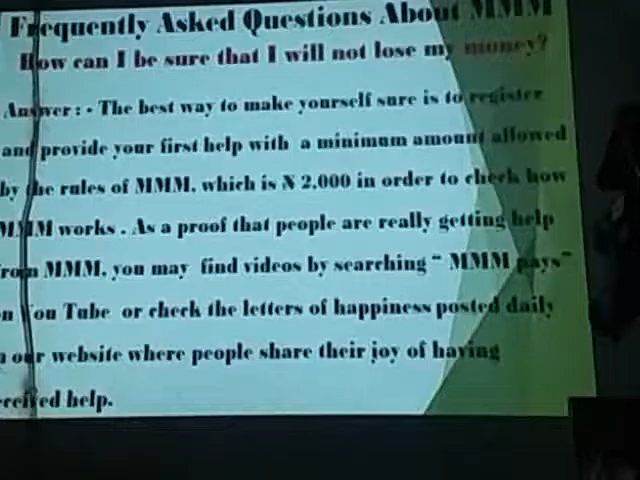 Frequently Asked Questions About MMM
How can I be sure that I will not lose my money?
Answer : - The best way to make yourself sure is to register
and provide your first help with a minimum amount allowed
by the rules of MMM, which is N 2,000 in order to check how
MMM works . As a proof that people are really getting help
from MMM, you may find videos by searching " MMM pays"
on You Tube or check the letters of happiness posted daily
our website where people share their joy of having
received help.